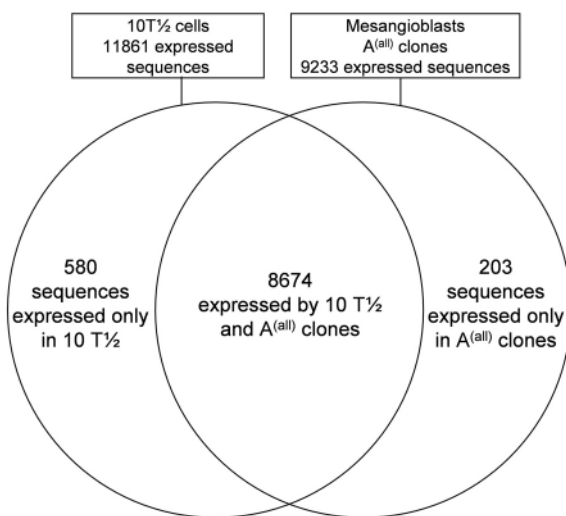 10T½ cells
11861 expressed
sequences
Mesangioblasts
A(all) clones
9233 expressed sequences
580
sequences
expressed only
in 10 T½
8674
expressed by 10 T½
and A(all) clones
203
sequences
expressed only
in A(all) clones